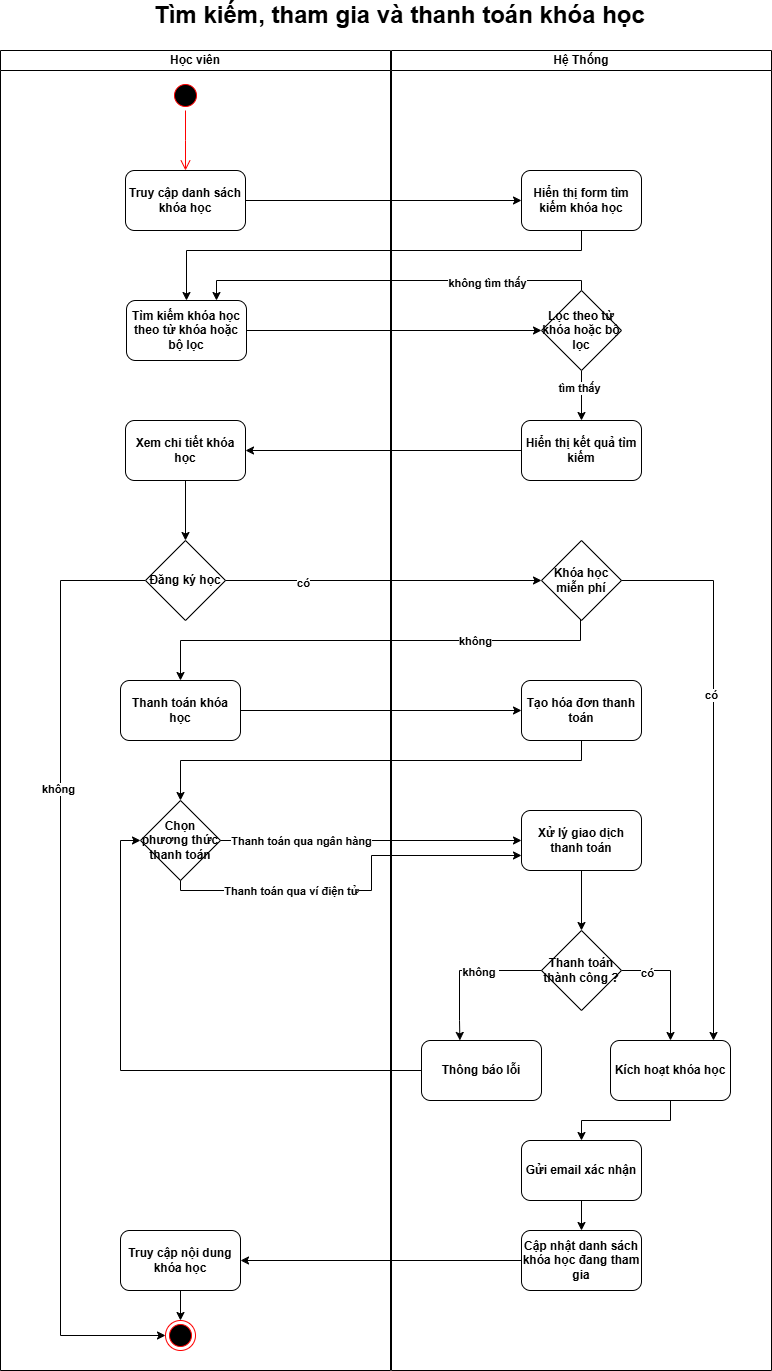 Tìm kiếm, tham gia và thanh toán khóa học
Học viên
Hệ Thống
Truy cập danh sách
khóa học
Hiển thị form tìm
kiếm khóa học
không tìm thấy
Tìm kiếm khóa học
theo từ khóa hoặc
bộ lọc
Lọc theo từ
khóa hoặc bộ
lọc
tìm thấy
Xem chi tiết khóa
học
Hiển thị kết quả tìm
kiếm
Đăng ký học
có
Khóa học
miễn phí
không
có
Thanh toán khóa
học
Tạo hóa đơn thanh
toán
không
Chọn
phương thức
thanh toán
Thanh toán qua ngân hàng
Xử lý giao dịch
thanh toán
Thanh toán qua ví điện tử
không
Thanh toán
thành công ?
có
Thông báo lỗi
Kích hoạt khóa học
Gửi email xác nhận
Truy cập nội dung
khóa học
Cập nhật danh sách
khóa học đang tham
gia